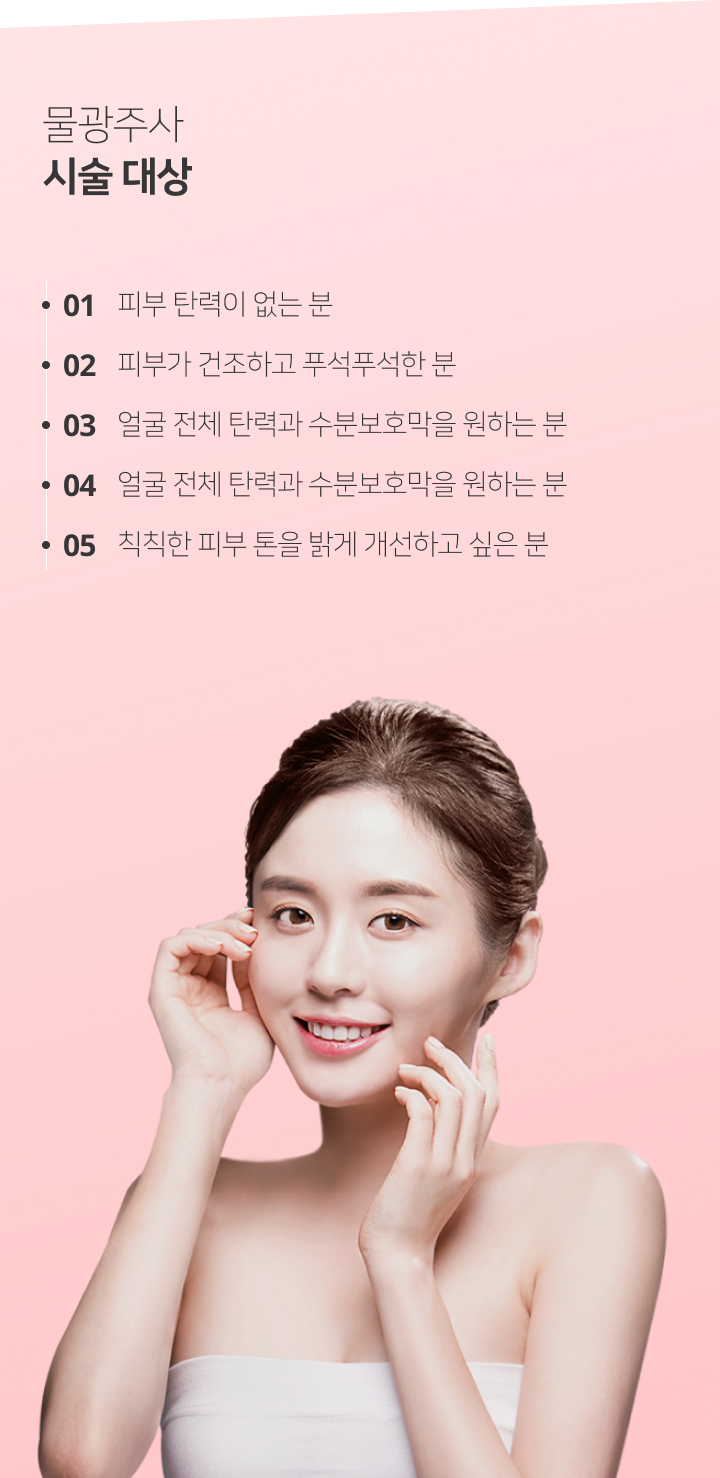 물광주사
시술 대상
01 피부 탄력이 없는 분
02 피부가 건조하고 푸석푸석한 분
03 얼굴 전체 탄력과 수분보호막을 원하는 분
04 얼굴 전체 탄력과 수분보호막을 원하는 분
05 칙칙한 피부 톤을 밝게 개선하고 싶은 분